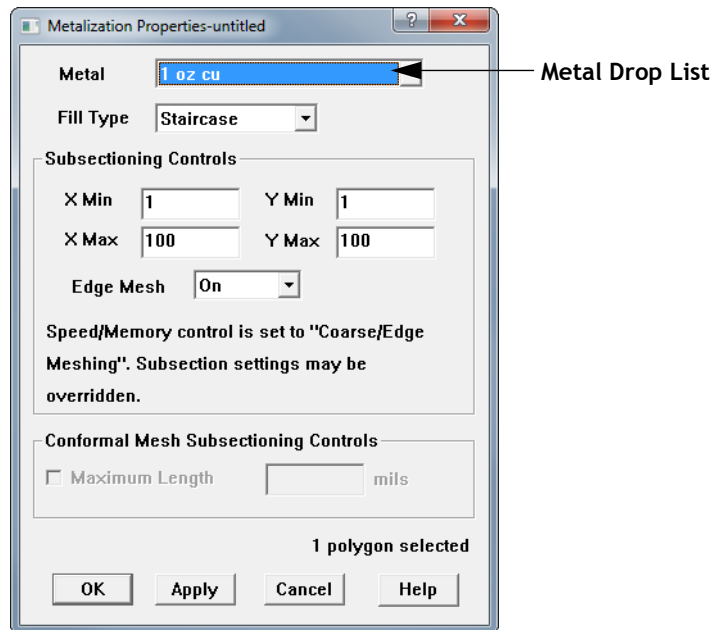 Metalization Properties-untitled
?
Metal 1 oz cu
Metal Drop List
Fill Type Staircase
Subsectioning Controls
X Min 1 Y Min 1
X Max 100 Y Max 100
Edge Mesh On
Speed/Memory control is set to "Coarse/Edge
Meshing". Subsection settings may be
overridden.
Conformal Mesh Subsectioning Controls
Maximum Length mils
1 polygon selected
OK Apply Cancel Help